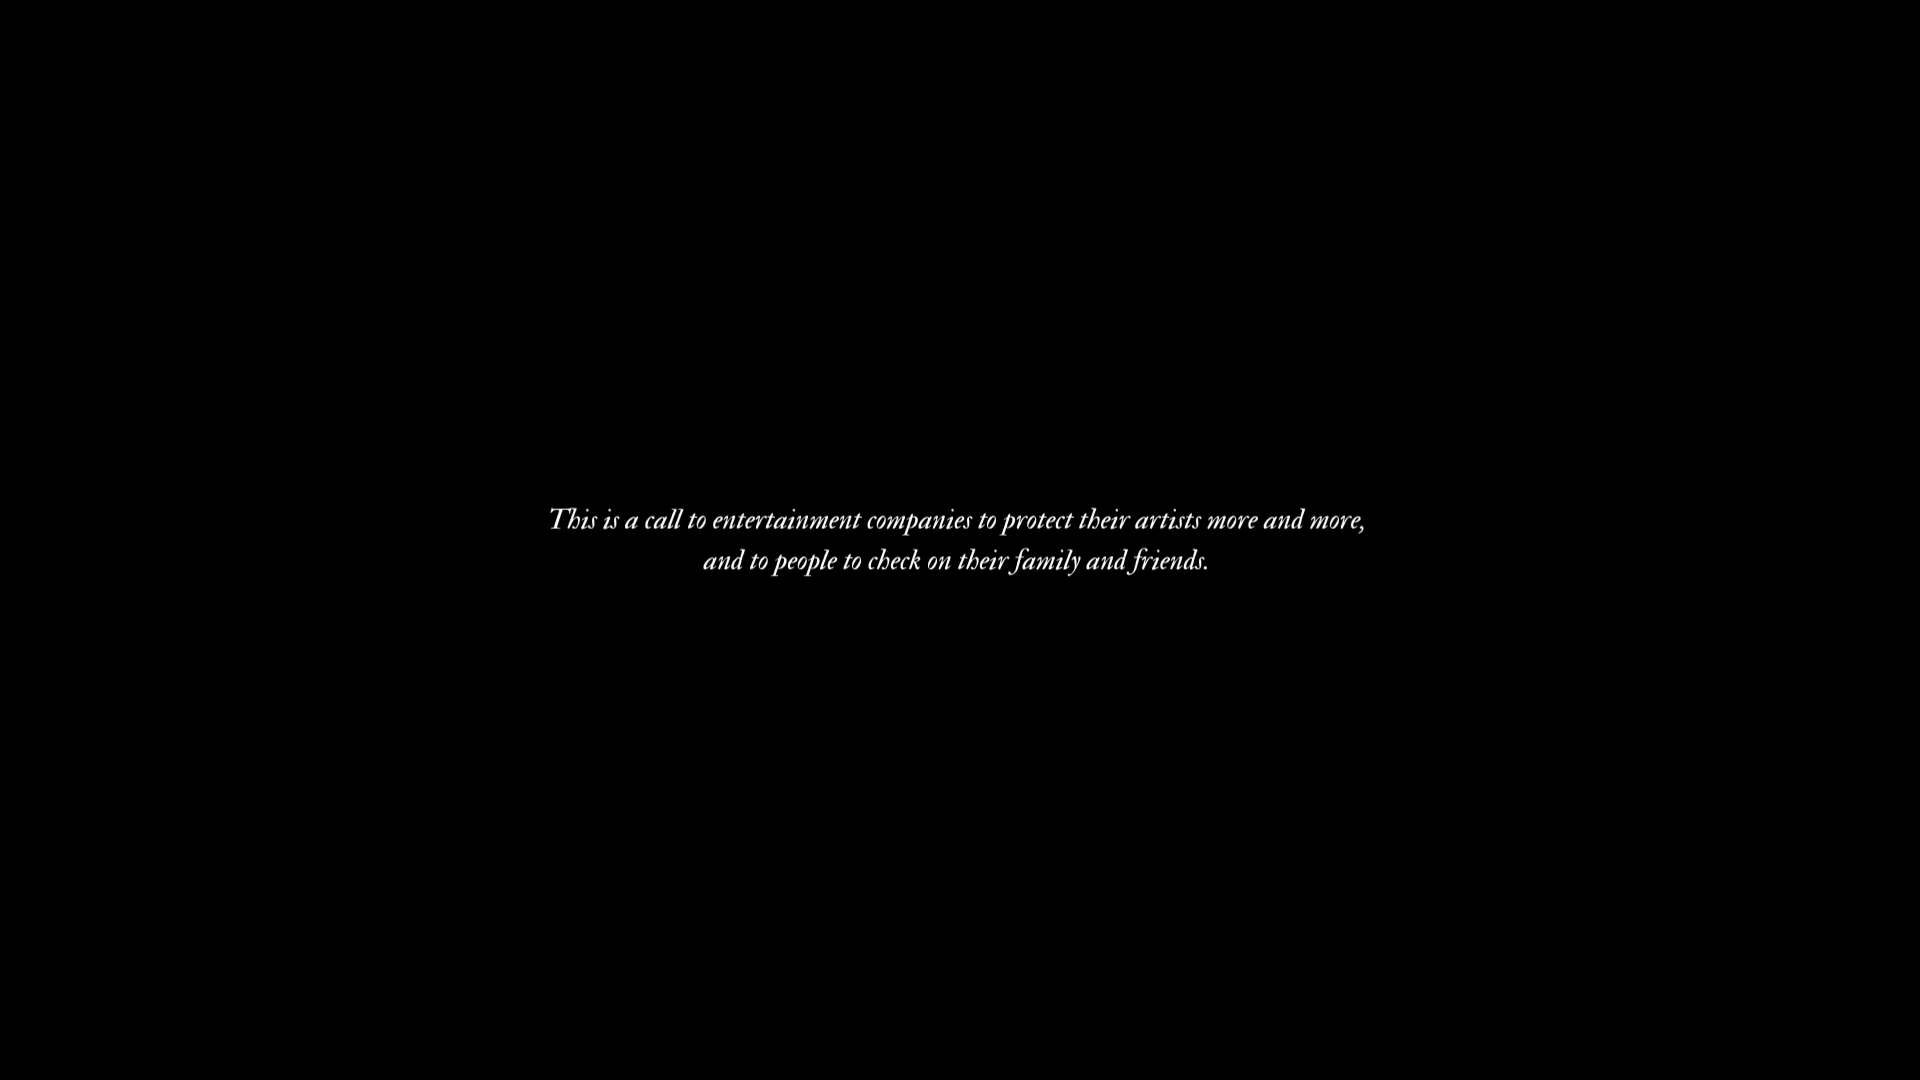 This is a call to entertainment companies to protect their artists more and more,
and to people to check on their family and friends.